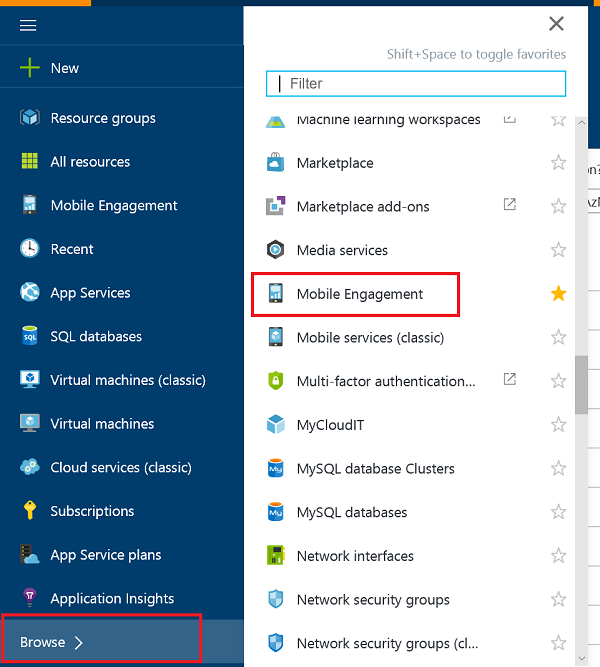 New
Resource groups
All resources
Mobile Engagement
Recent
App Services
SQL databases
Virtual machines (classic)
Virtual machines
Cloud services (classic)
Subscriptions
App Service plans
Application Insights
Browse
Shift+Space to toggle favorites
Filter
Machine learning workspaces
Marketplace
Marketplace add-ons
Media services
Mobile Engagement
Mobile services (classic)
Multi-factor authentication...
MyCloudIT
MySQL database Clusters
MySQL databases
Network interfaces
Network security groups
Network security groups (cl...